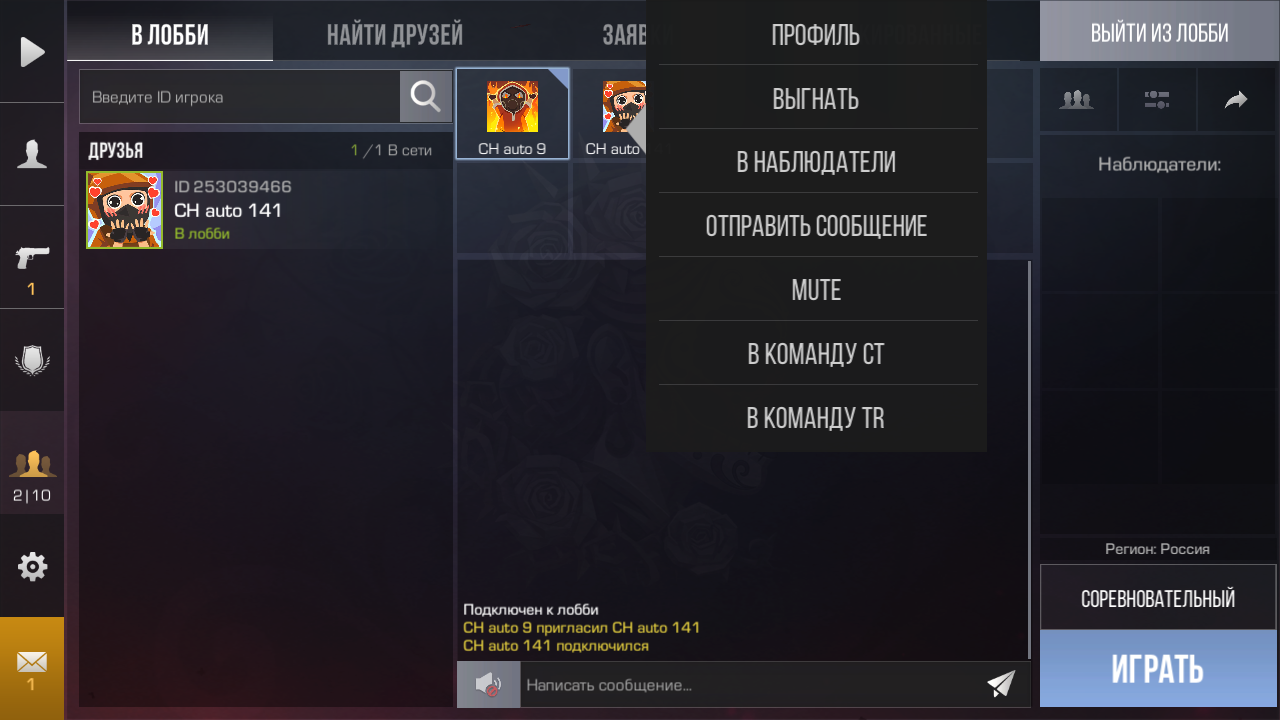 В ЛОББИ
НАЙТИ ДРУЗЕЙ
ВЫЙТИ ИЗ ЛОББИ
Введите ID игрока
ДРУЗЬЯ
1 /1 В сети
ID 253039466
CH auto 141
В лобби
1
2|10
1
CH auto 9
CH auto
ПРОФИЛЬ
ВЫГНАТЬ
В НАБЛЮДАТЕЛИ
ОТПРАВИТЬ СООБЩЕНИЕ
MUTE
В КОМАНДУ CT
В КОМАНДУ TR
Подключен к лобби
CH auto 9 пригласил CH auto 141
CH auto 141 подключился
Написать сообщение...
Наблюдатели:
Регион: Россия
СОРЕВНОВАТЕЛЬНЫЙ
ИГРАТЬ